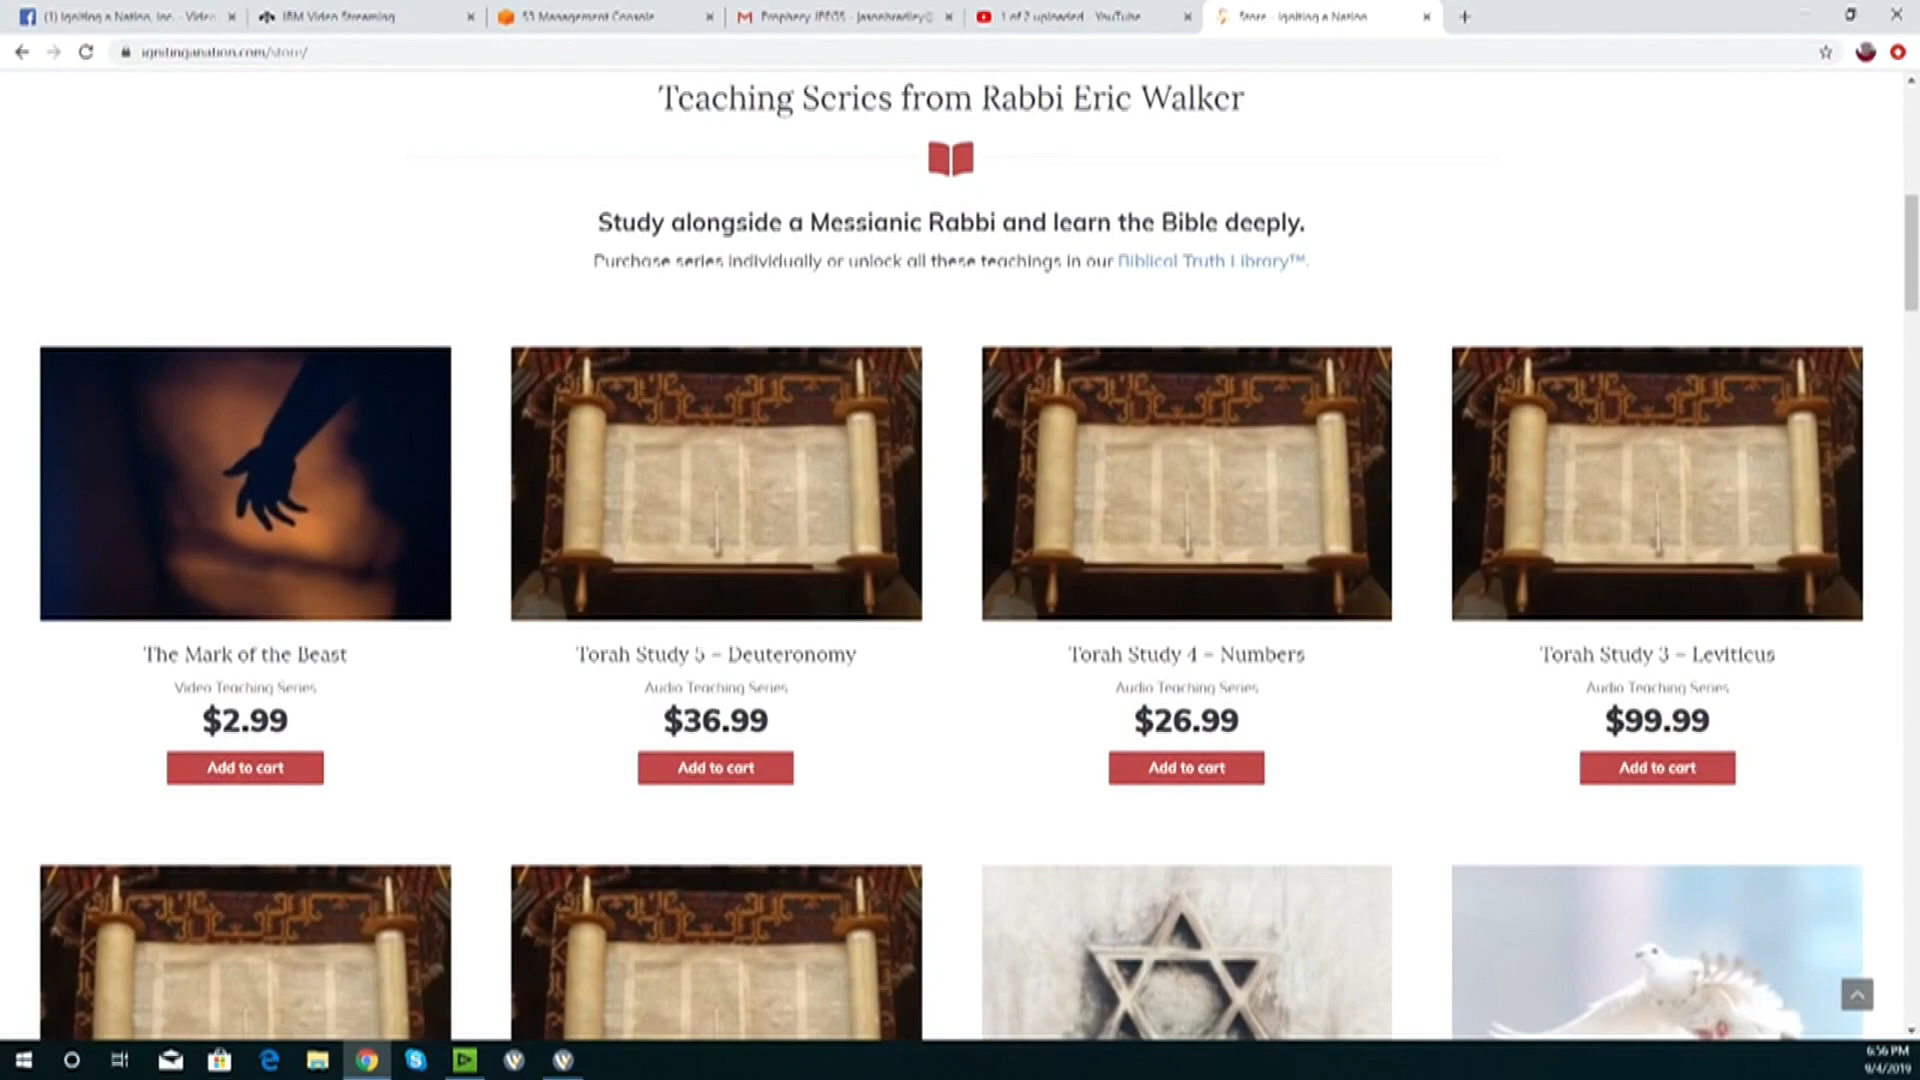 (1) Igniting a Nation, Inc. - Video
IBM Video Streaming
S3 Management Console
Prophecy JPEGS - jasonbradley@
1 of 2 uploaded - YouTube
Store - Igniting a Nation
ignitinganation.com/store/
Teaching Series from Rabbi Eric Walker
Study alongside a Messianic Rabbi and learn the Bible deeply.
Purchase series individually or unlock all these teachings in our Biblical Truth Library™.
The Mark of the Beast
Video Teaching Series
$2.99
Add to cart
Torah Study 5 – Deuteronomy
Audio Teaching Series
$36.99
Add to cart
Torah Study 4 – Numbers
Audio Teaching Series
$26.99
Add to cart
Torah Study 3 – Leviticus
Audio Teaching Series
$99.99
Add to cart
6:56 PM
9/4/2019